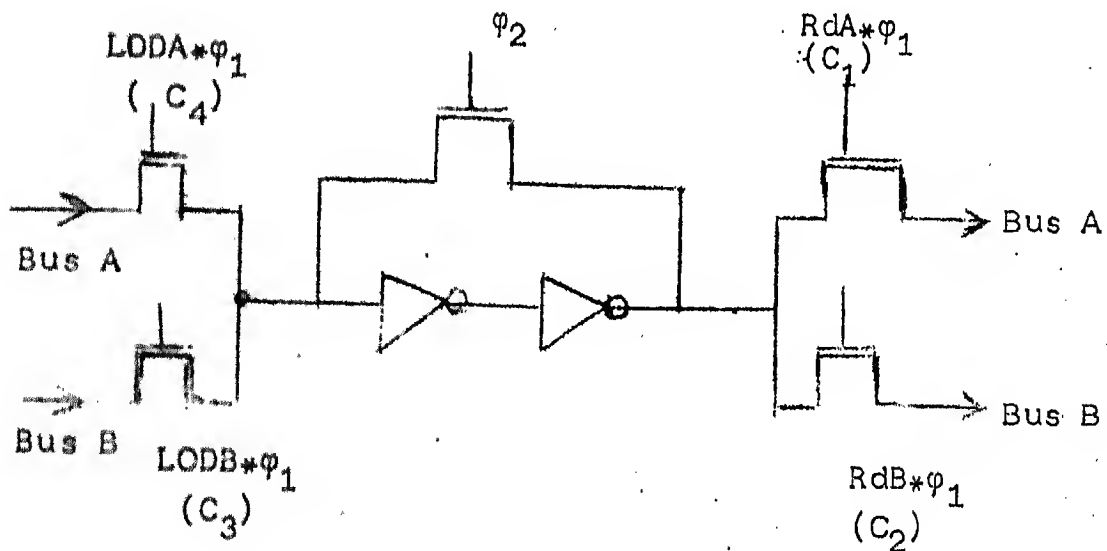 φ₂
LODA*φ₁
( C₄)
RdA*φ₁
(C₁)
Bus A
Bus A
Bus B
Bus B
LODB*φ₁
(C₃)
RdB*φ₁
(C₂)